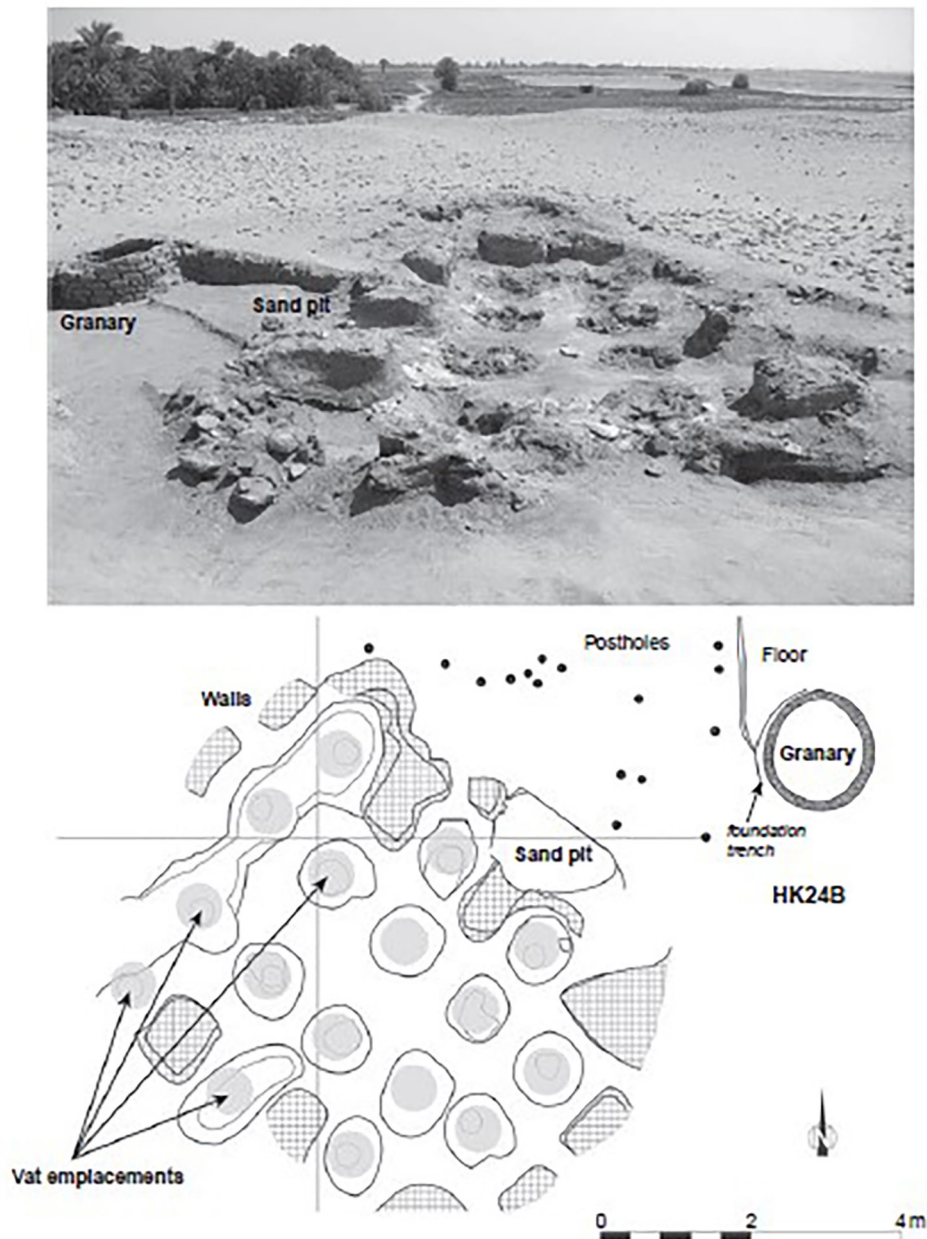 Granary
Sand pit
Postholes
Floor
Walls
Granary
foundation
trench
Sand pit
HK24B
N
Vat emplacements
0 2 4 m